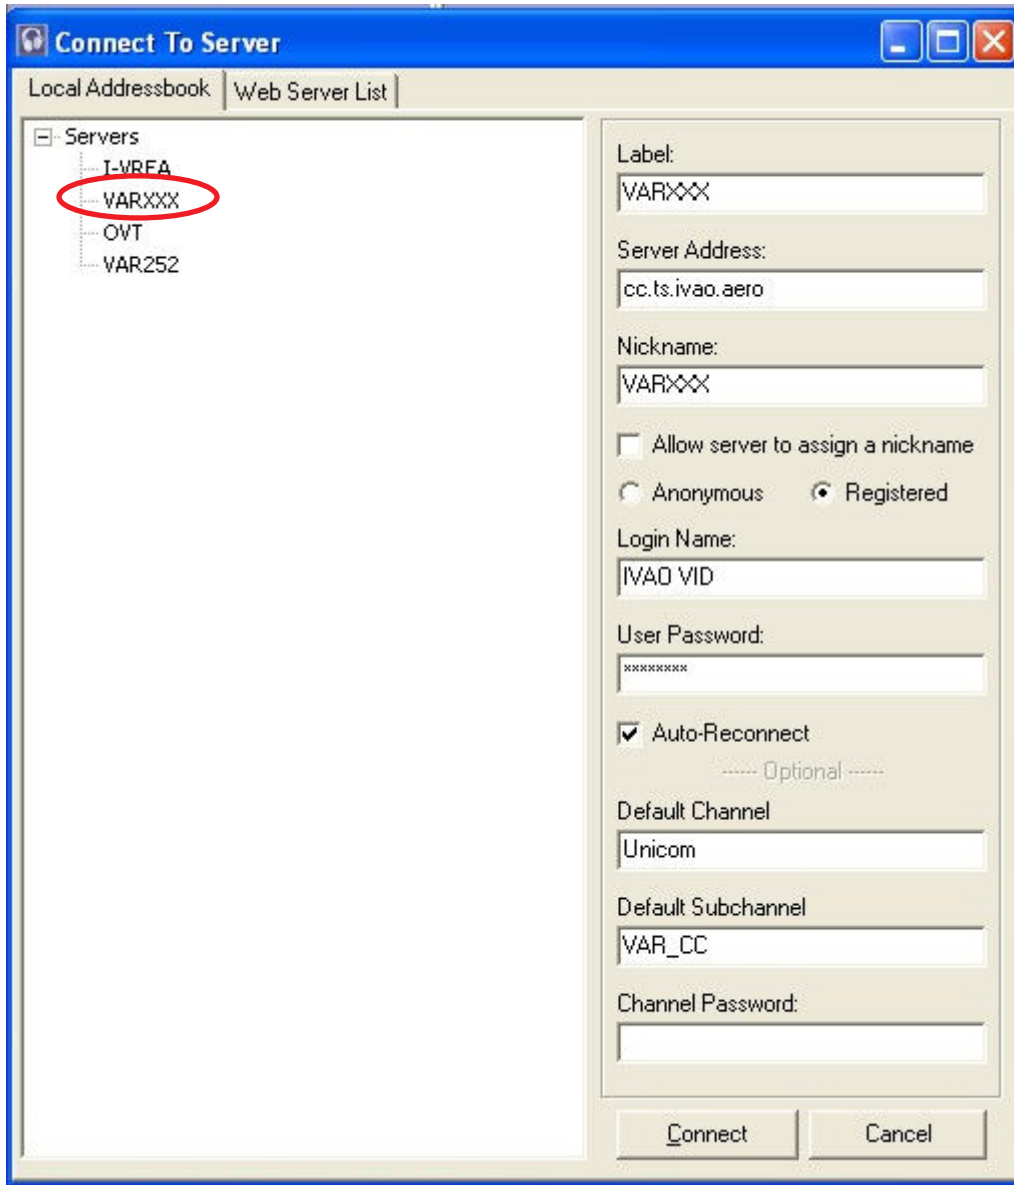 Connect To Server
Local Addressbook Web Server List
Servers
I-VREA
VARXXX
OVT
VAR252
Label:
VARXXX
Server Address:
cc.ts.ivao.aero
Nickname:
VARXXX
Allow server to assign a nickname
Anonymous Registered
Login Name:
IVAO VID
User Password:
********
Auto-Reconnect
------ Optional ------
Default Channel
Unicom
Default Subchannel
VAR_CC
Channel Password:
Connect Cancel